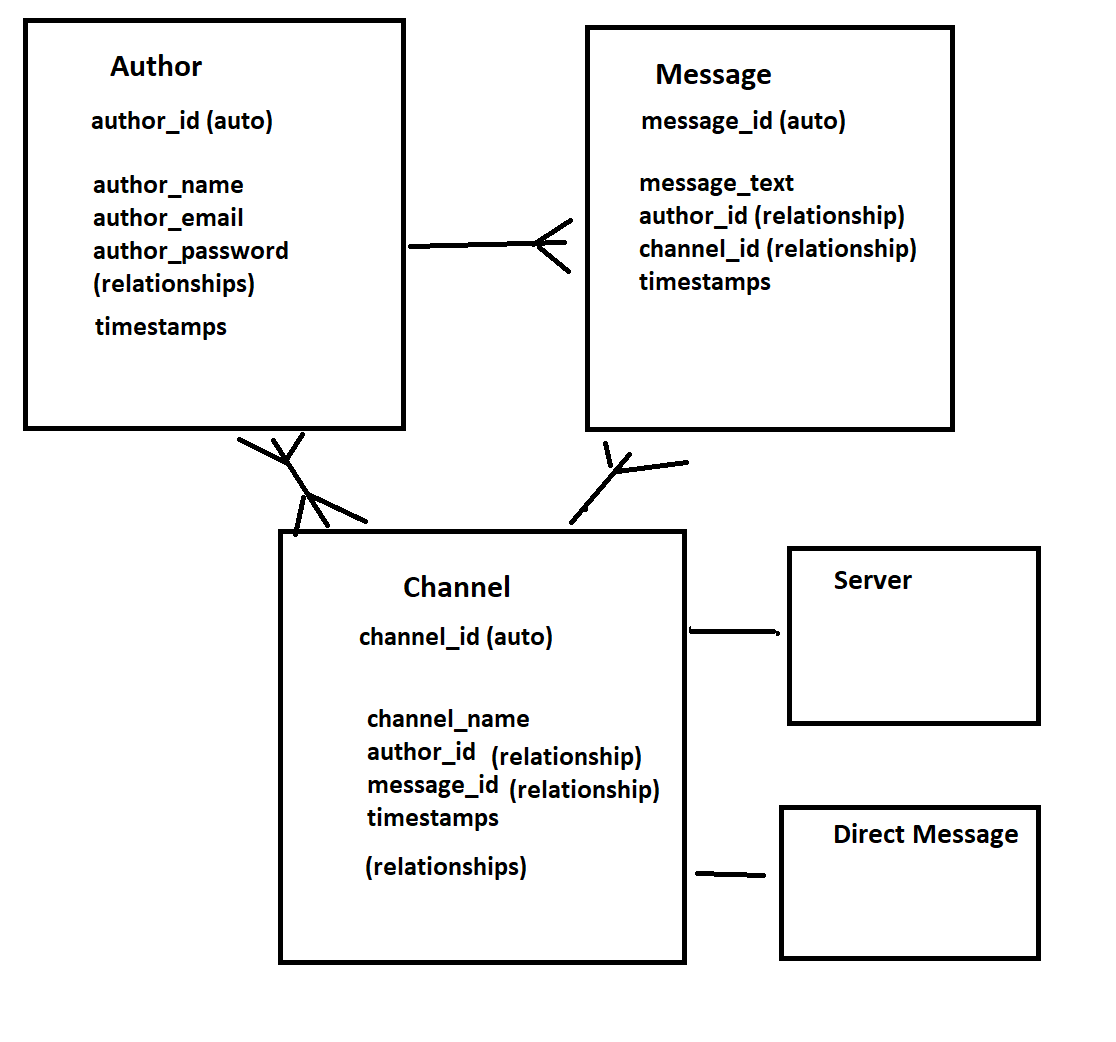 Author
author_id (auto)
author_name
author_email
author_password
(relationships)
timestamps
Message
message_id (auto)
message_text
author_id (relationship)
channel_id (relationship)
timestamps
Channel
channel_id (auto)
channel_name
author_id (relationship)
message_id (relationship)
timestamps
(relationships)
Server
Direct Message